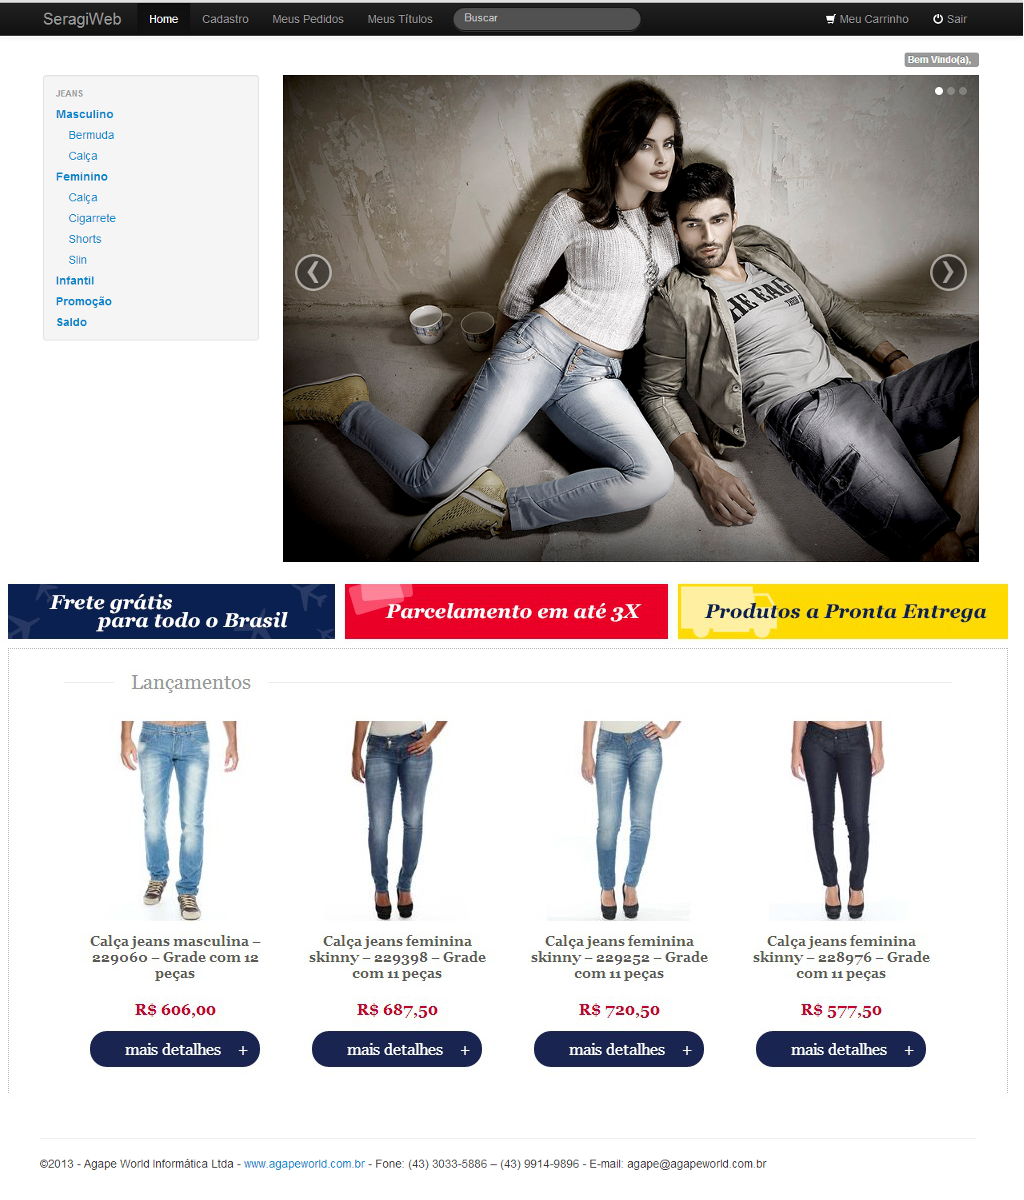 SeragiWeb Home Cadastro Meus Pedidos Meus Títulos Buscar Meu Carrinho Sair
Bem Vindo(a),
JEANS
Masculino
Bermuda
Calça
Feminino
Calça
Cigarrete
Shorts
Slin
Infantil
Promoção
Saldo
THE EAG
Frete grátis
para todo o Brasil
Parcelamento em até 3X
Produtos a Pronta Entrega
Lançamentos
Calça jeans masculina –
229060 – Grade com 12
peças
R$ 606,00
mais detalhes +
Calça jeans feminina
skinny – 229398 – Grade
com 11 peças
R$ 687,50
mais detalhes +
Calça jeans feminina
skinny – 229252 – Grade
com 11 peças
R$ 720,50
mais detalhes +
Calça jeans feminina
skinny – 228976 – Grade
com 11 peças
R$ 577,50
mais detalhes +
©2013 - Agape World Informática Ltda - www.agapeworld.com.br - Fone: (43) 3033-5886 – (43) 9914-9896 - E-mail: agape@agapeworld.com.br